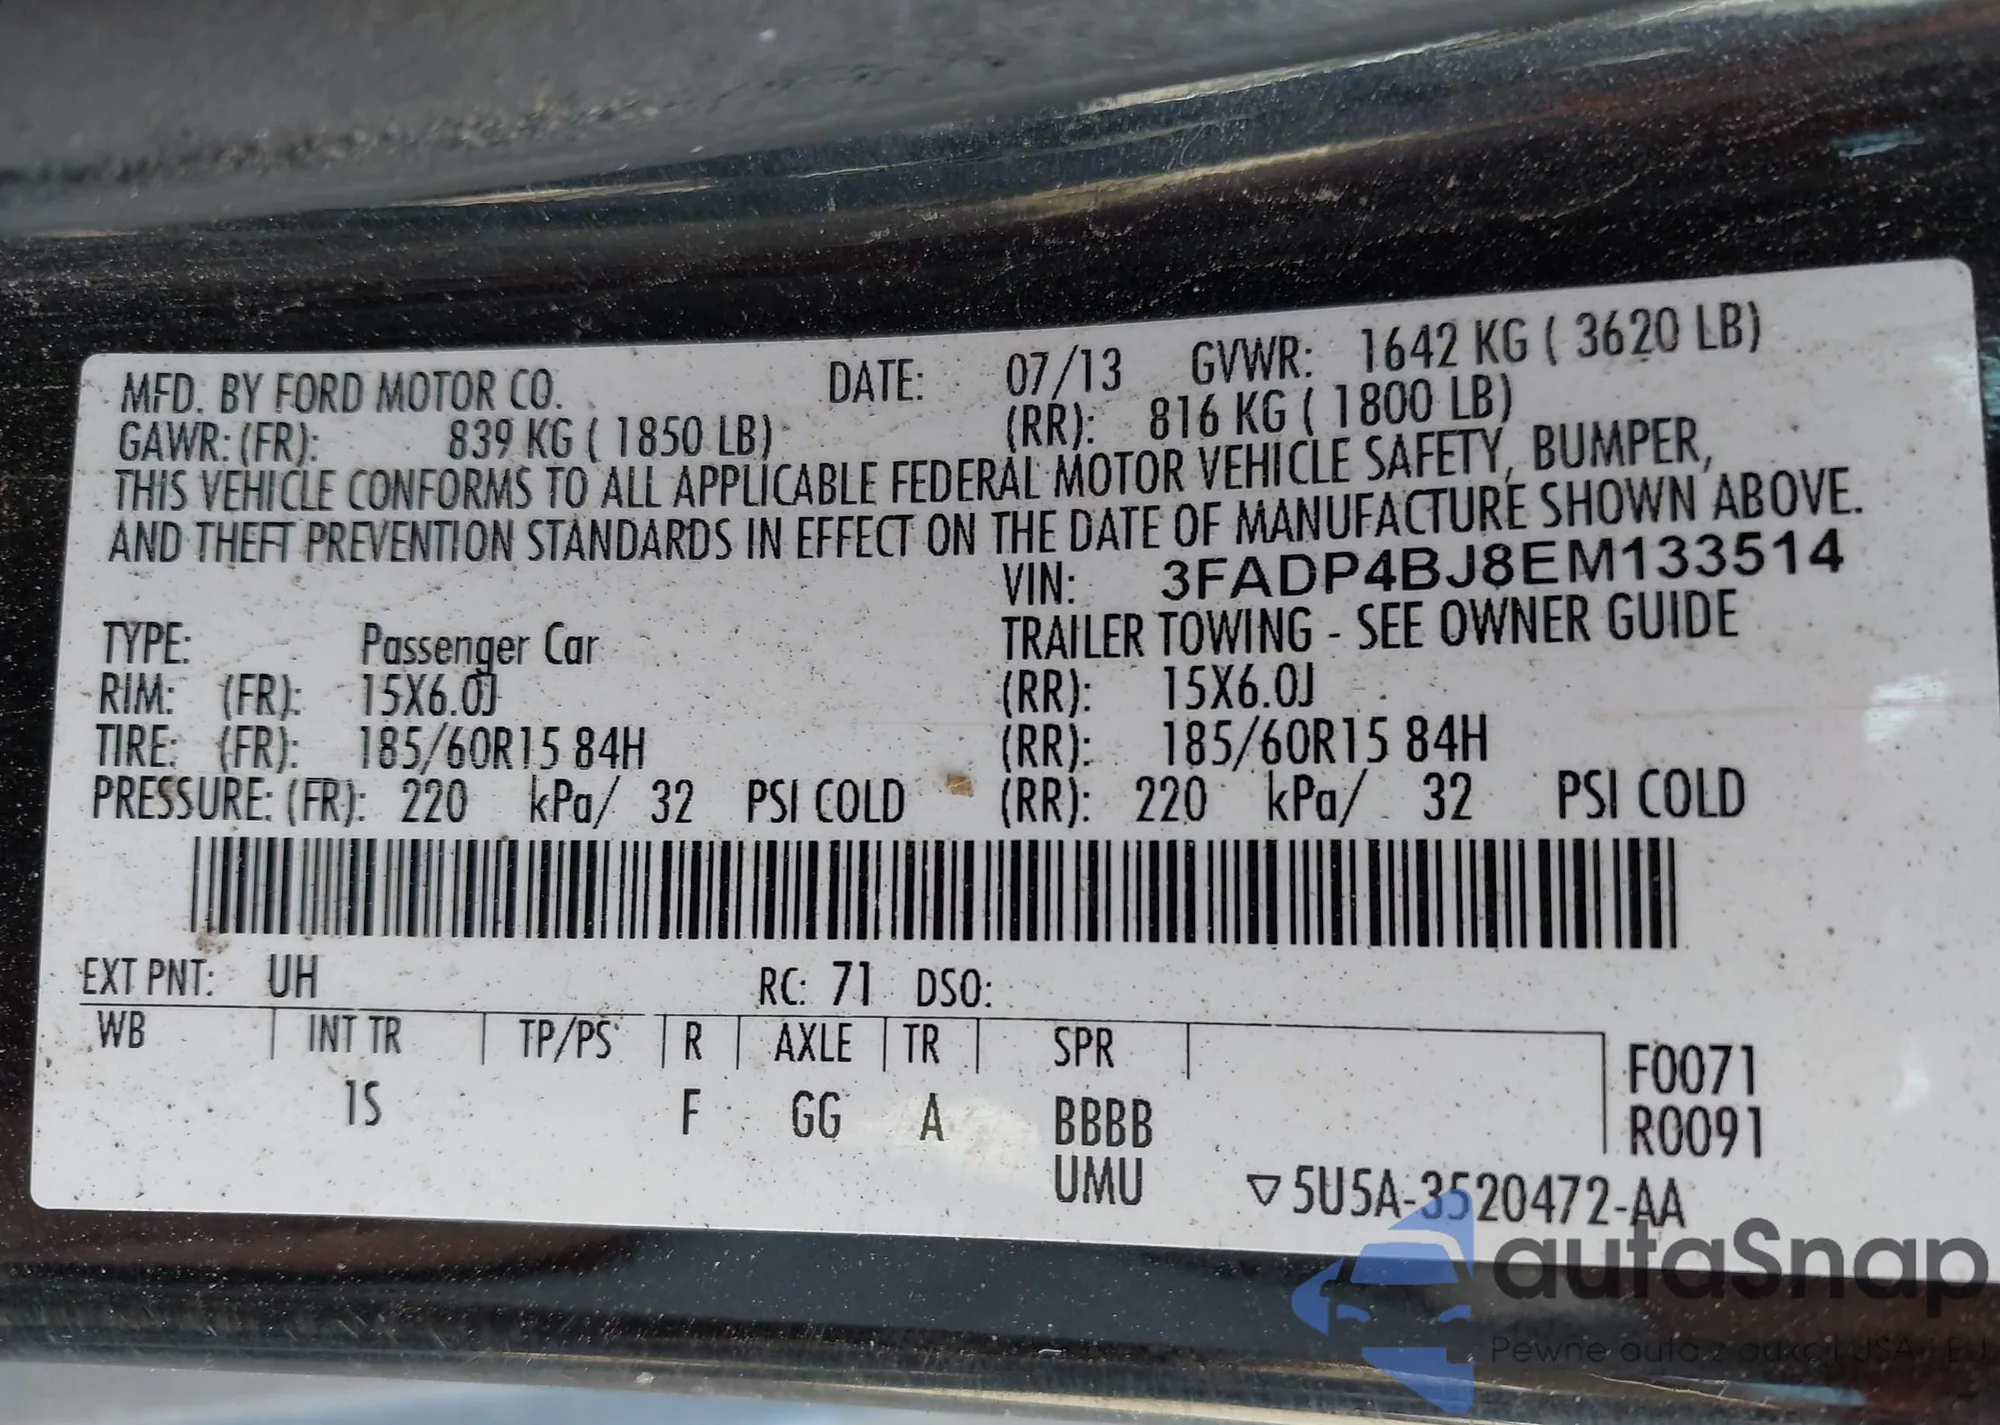 MFD. BY FORD MOTOR CO. DATE: 07/13 GVWR: 1642 KG ( 3620 LB)
GAWR: (FR): 839 KG ( 1850 LB) (RR): 816 KG ( 1800 LB)
THIS VEHICLE CONFORMS TO ALL APPLICABLE FEDERAL MOTOR VEHICLE SAFETY, BUMPER,
AND THEFT PREVENTION STANDARDS IN EFFECT ON THE DATE OF MANUFACTURE SHOWN ABOVE.
VIN: 3FADP4BJ8EM133514
TYPE: Passenger Car TRAILER TOWING - SEE OWNER GUIDE
RIM: (FR): 15X6.0J (RR): 15X6.0J
TIRE: (FR): 185/60R15 84H (RR): 185/60R15 84H
PRESSURE: (FR): 220 kPa/ 32 PSI COLD (RR): 220 kPa/ 32 PSI COLD
EXT PNT: UH RC: 71 DSO:
WB INT TR TP/PS R AXLE TR SPR F0071
1S F GG A BBBB R0091
UMU ▽5U5A-3520472-AA
autaSnap
Pewne auta z aukcji USA i EU